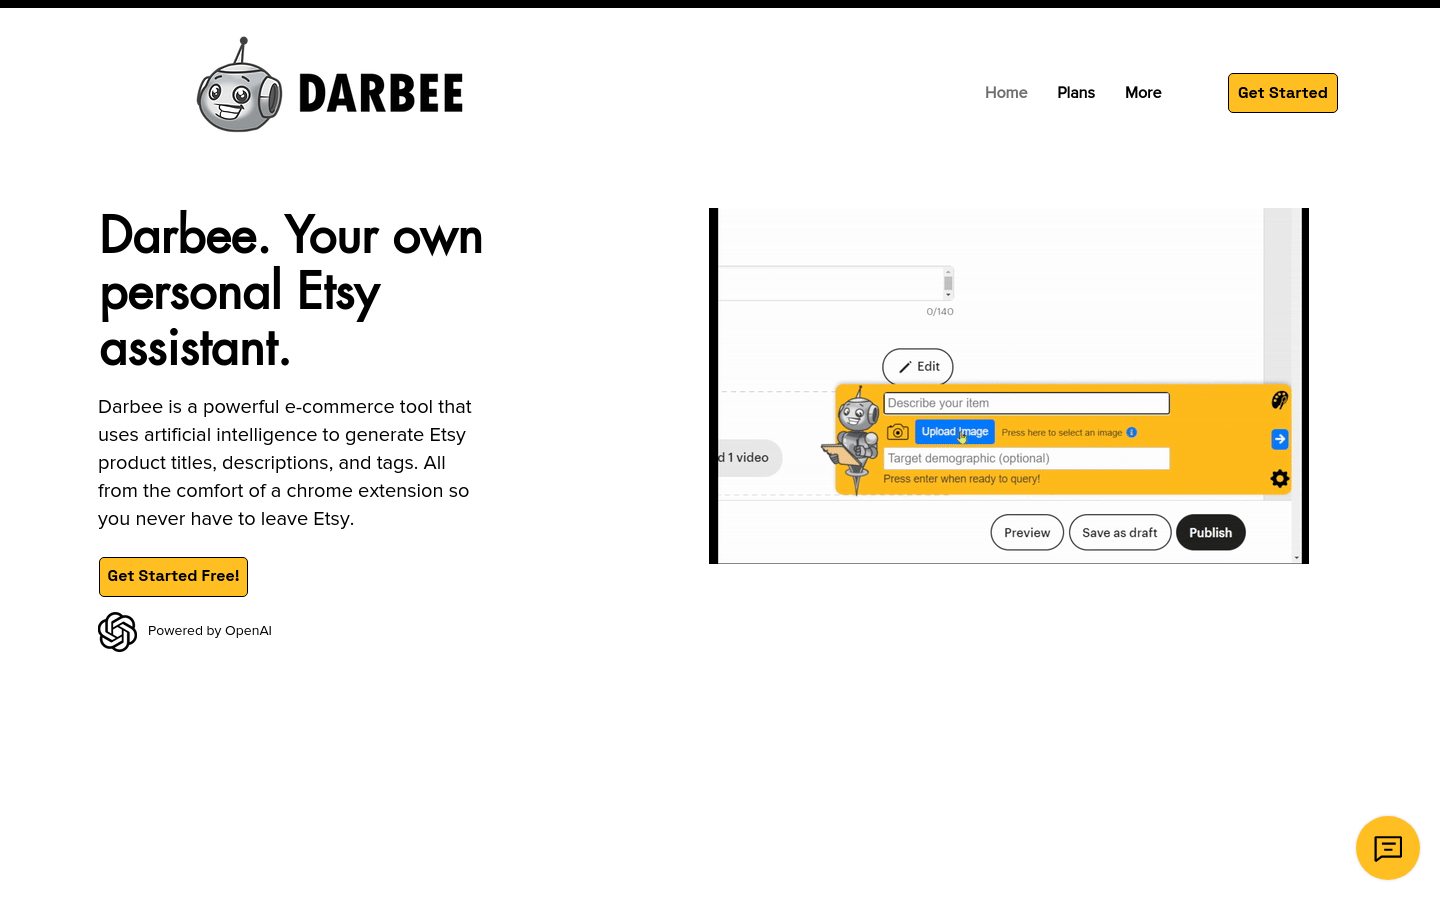 DARBEE
Home
Plans
More
Get Started
Darbee. Your own
personal Etsy
assistant.
Darbee is a powerful e-commerce tool that
uses artificial intelligence to generate Etsy
product titles, descriptions, and tags. All
from the comfort of a chrome extension so
you never have to leave Etsy.
Get Started Free!
Powered by OpenAI
0/140
Edit
Describe your item
Upload Image
Press here to select an image
d 1 video
Target demographic (optional)
Press enter when ready to query!
Preview
Save as draft
Publish